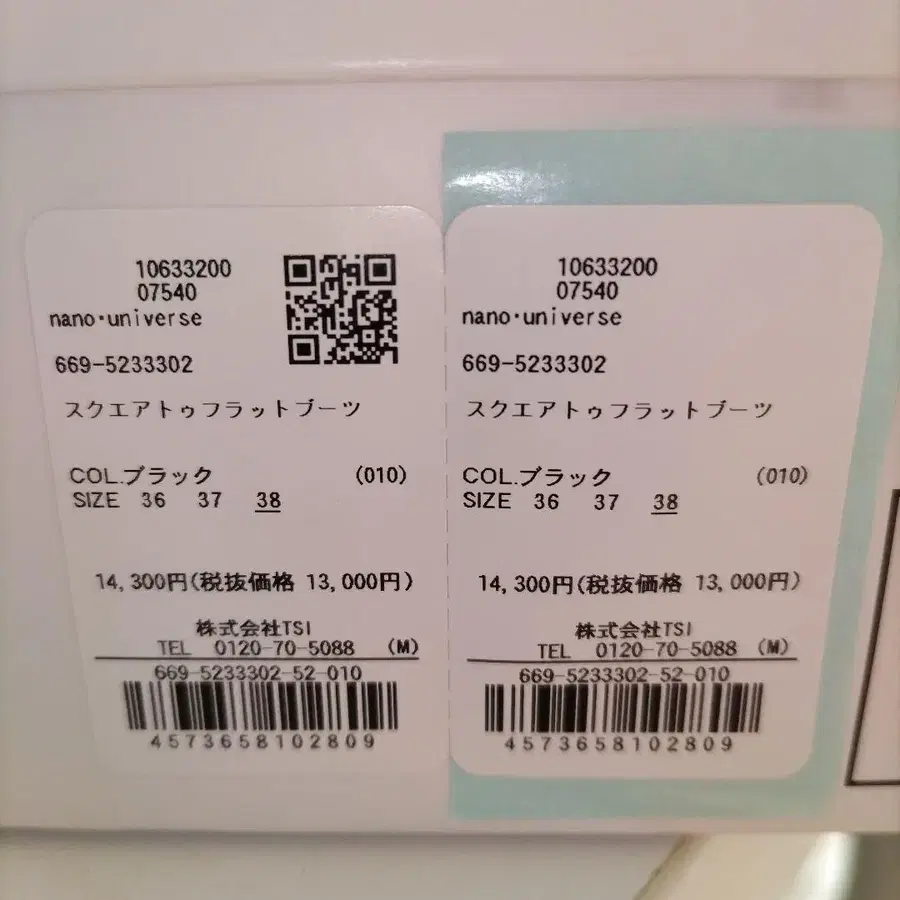 10633200
07540
nano・universe
669-5233302
スクエアトゥフラットブーツ
COL.ブラック (010)
SIZE 36 37 38
14,300円(税抜価格 13,000円)
株式会社TSI
TEL 0120-70-5088 (M)
669-5233302-52-010
4573658102809
10633200
07540
nano・universe
669-5233302
スクエアトゥフラットブーツ
COL.ブラック (010)
SIZE 36 37 38
14,300円(税抜価格 13,000円)
株式会社TSI
TEL 0120-70-5088 (M)
669-5233302-52-010
4573658102809